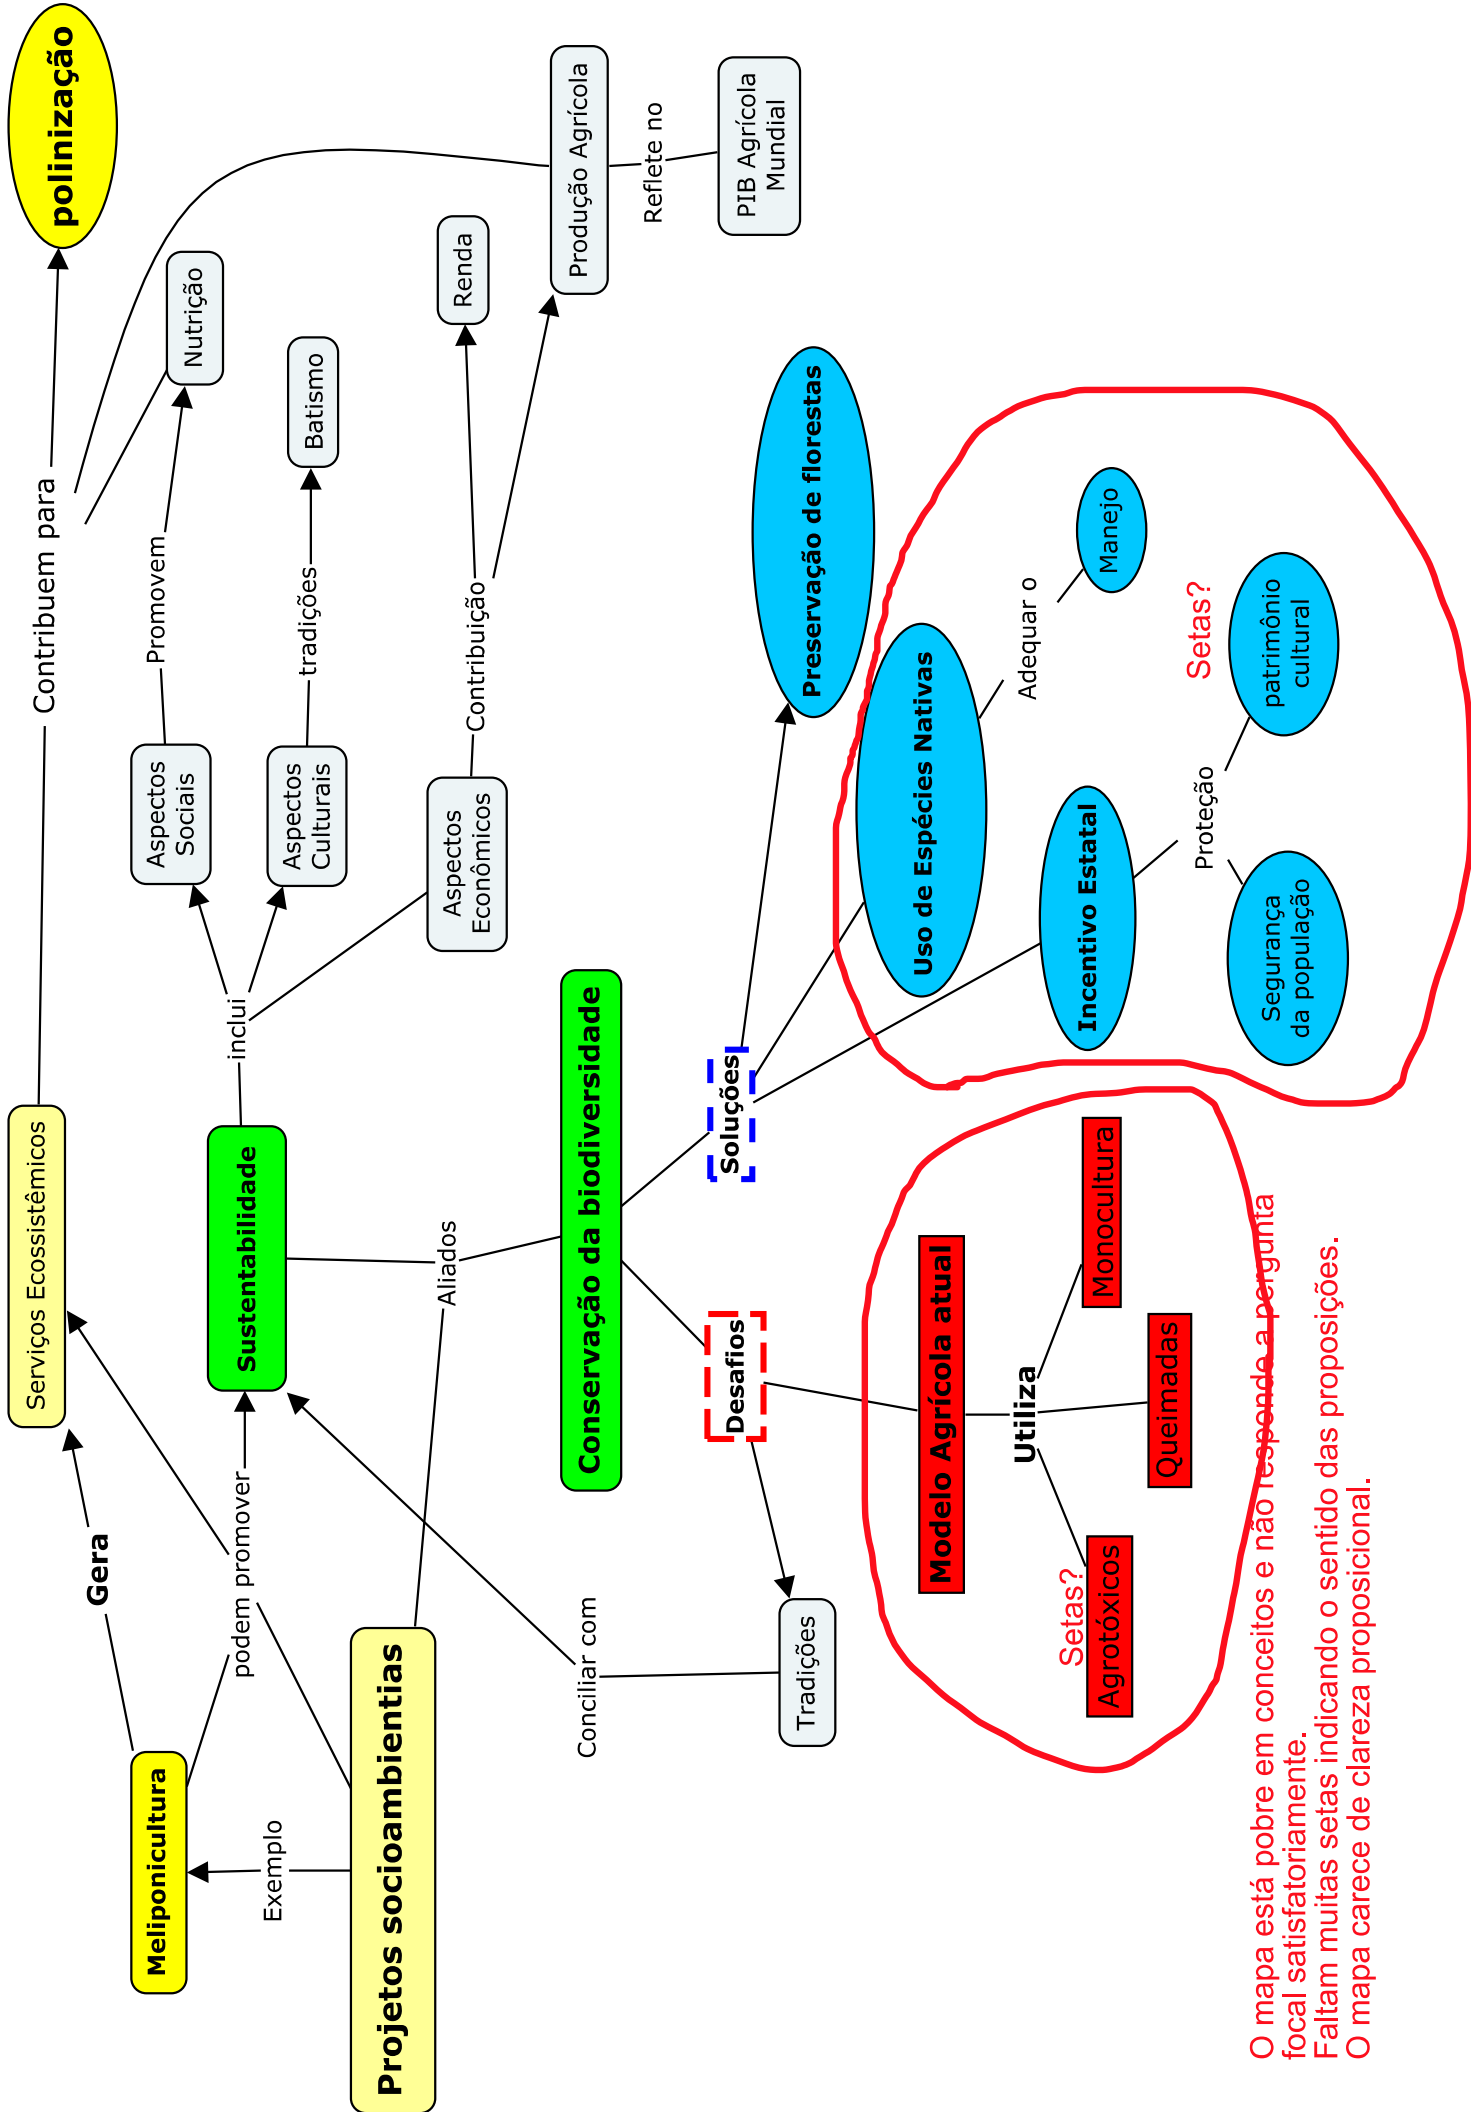 Serviços Ecossistêmicos
Contribuem para
polinização
Gera
Meliponicultura
podem promover
Sustentabilidade
inclui
Aspectos
Sociais
Promovem
Nutrição
Aspectos
Culturais
tradições
Batismo
Exemplo
Projetos socioambientias
Aliados
Aspectos
Econômicos
Contribuição
Renda
Produção Agrícola
Reflete no
PIB Agrícola
Mundial
Conciliar com
Conservação da biodiversidade
Tradições
Desafios
Soluções
Preservação de florestas
Modelo Agrícola atual
Uso de Espécies Nativas
Utiliza
Adequar o
Manejo
Setas?
Agrotóxicos
Monocultura
Queimadas
Incentivo Estatal
Proteção
Setas?
Segurança
da população
patrimônio
cultural
O mapa está pobre em conceitos e não responde a pergunta
focal satisfatoriamente.
Faltam muitas setas indicando o sentido das proposições.
O mapa carece de clareza proposicional.